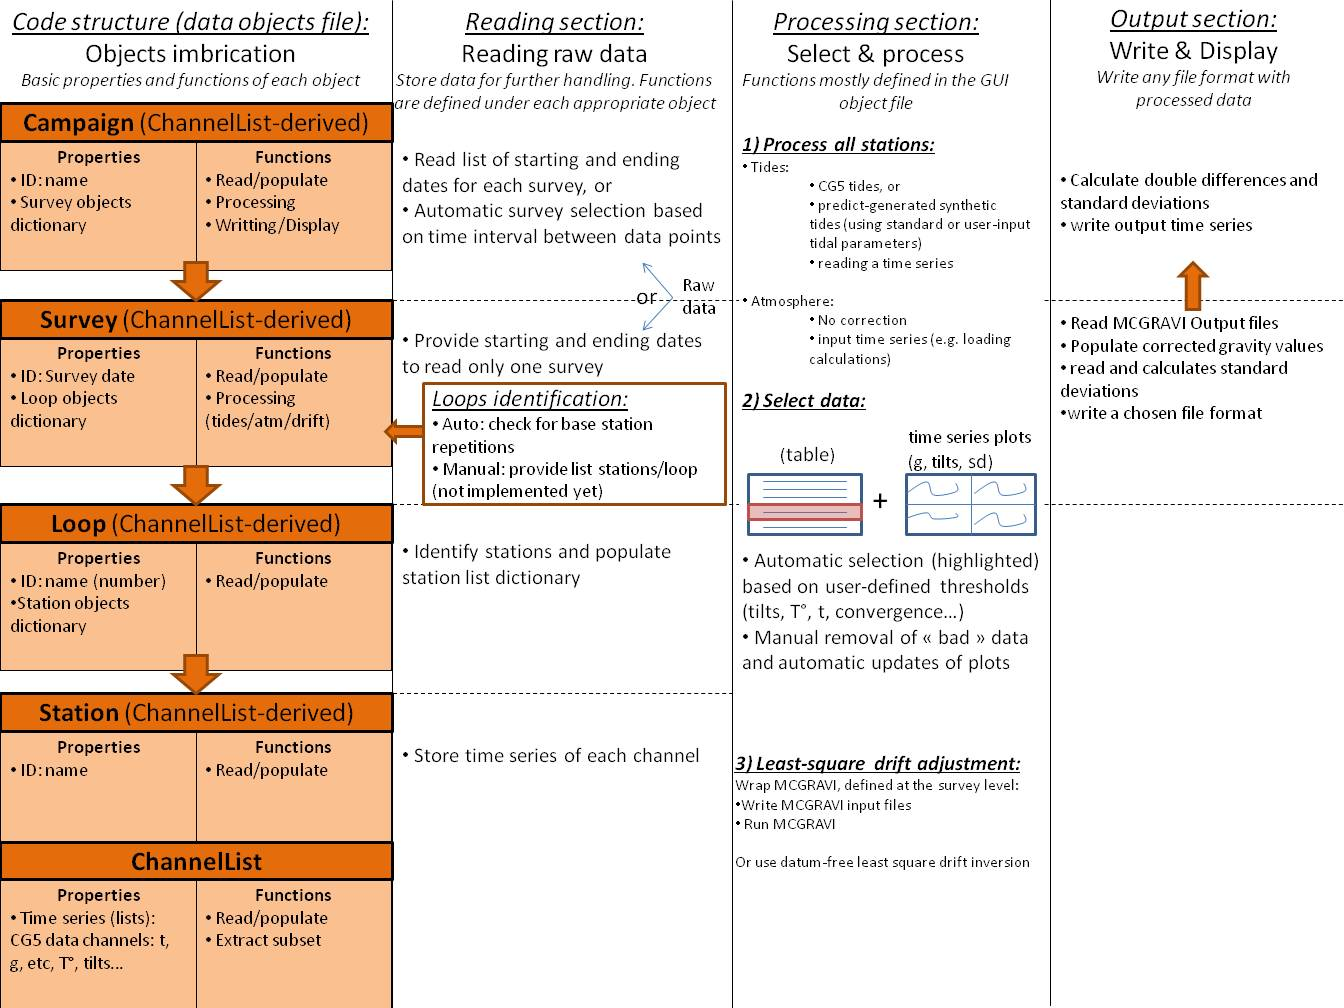 Code structure (data objects file):
Objects imbrication
Basic properties and functions of each object
Campaign (ChannelList-derived)
Properties
• ID: name
• Survey objects
dictionary
Functions
• Read/populate
• Processing
• Writting/Display
Survey (ChannelList-derived)
Properties
• ID: Survey date
• Loop objects
dictionary
Functions
• Read/populate
• Processing
(tides/atm/drift)
Loop (ChannelList-derived)
Properties
• ID: name (number)
•Station objects
dictionary
Functions
• Read/populate
Station (ChannelList-derived)
Properties
• ID: name
Functions
• Read/populate
ChannelList
Properties
• Time series (lists):
CG5 data channels: t,
g, etc, T°, tilts...
Functions
• Read/populate
• Extract subset
Reading section:
Reading raw data
Store data for further handling. Functions
are defined under each appropriate object
• Read list of starting and ending
dates for each survey, or
• Automatic survey selection based
on time interval between data points
or
Raw
data
• Provide starting and ending dates
to read only one survey
Loops identification:
• Auto: check for base station
repetitions
• Manual: provide list stations/loop
(not implemented yet)
• Identify stations and populate
station list dictionary
• Store time series of each channel
Processing section:
Select & process
Functions mostly defined in the GUI
object file
1) Process all stations:
• Tides:
• CG5 tides, or
• predict-generated synthetic
tides (using standard or user-input
tidal parameters)
• reading a time series
• Atmosphere:
• No correction
• input time series (e.g. loading
calculations)
2) Select data:
(table)
+
time series plots
(g, tilts, sd)
• Automatic selection (highlighted)
based on user-defined thresholds
(tilts, T°, t, convergence...)
• Manual removal of « bad » data
and automatic updates of plots
3) Least-square drift adjustment:
Wrap MCGRAVI, defined at the survey level:
•Write MCGRAVI input files
• Run MCGRAVI
Or use datum-free least square drift inversion
Output section:
Write & Display
Write any file format with
processed data
• Calculate double differences and
standard deviations
• write output time series
• Read MCGRAVI Output files
• Populate corrected gravity values
• read and calculates standard
deviations
•write a chosen file format